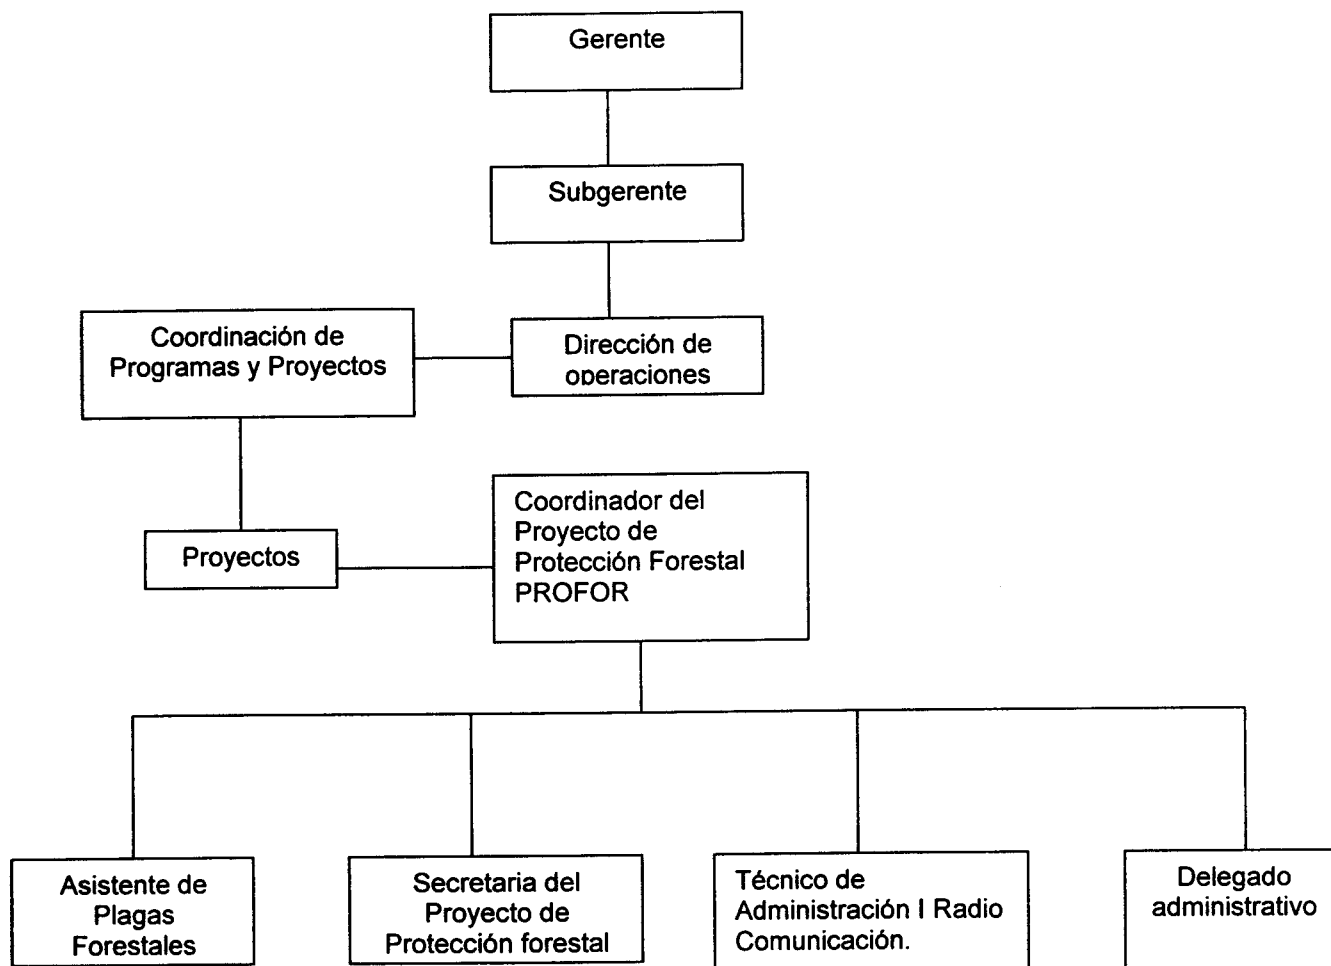 Gerente
Subgerente
Coordinación de
Programas y Proyectos
Dirección de
operaciones
Coordinador del
Proyecto de
Protección Forestal
PROFOR
Proyectos
Asistente de
Plagas
Forestales
Secretaria del
Proyecto de
Protección forestal
Técnico de
Administración I Radio
Comunicación.
Delegado
administrativo